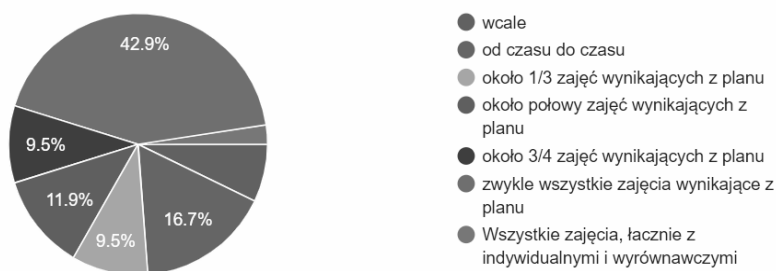 42.9%
9.5%
11.9%
9.5%
16.7%
wcale
od czasu do czasu
około 1/3 zajęć wynikających z planu
około połowy zajęć wynikających z
planu
około 3/4 zajęć wynikających z planu
zwykle wszystkie zajęcia wynikające z
planu
Wszystkie zajęcia, łacznie z
indywidualnymi i wyrównawczymi